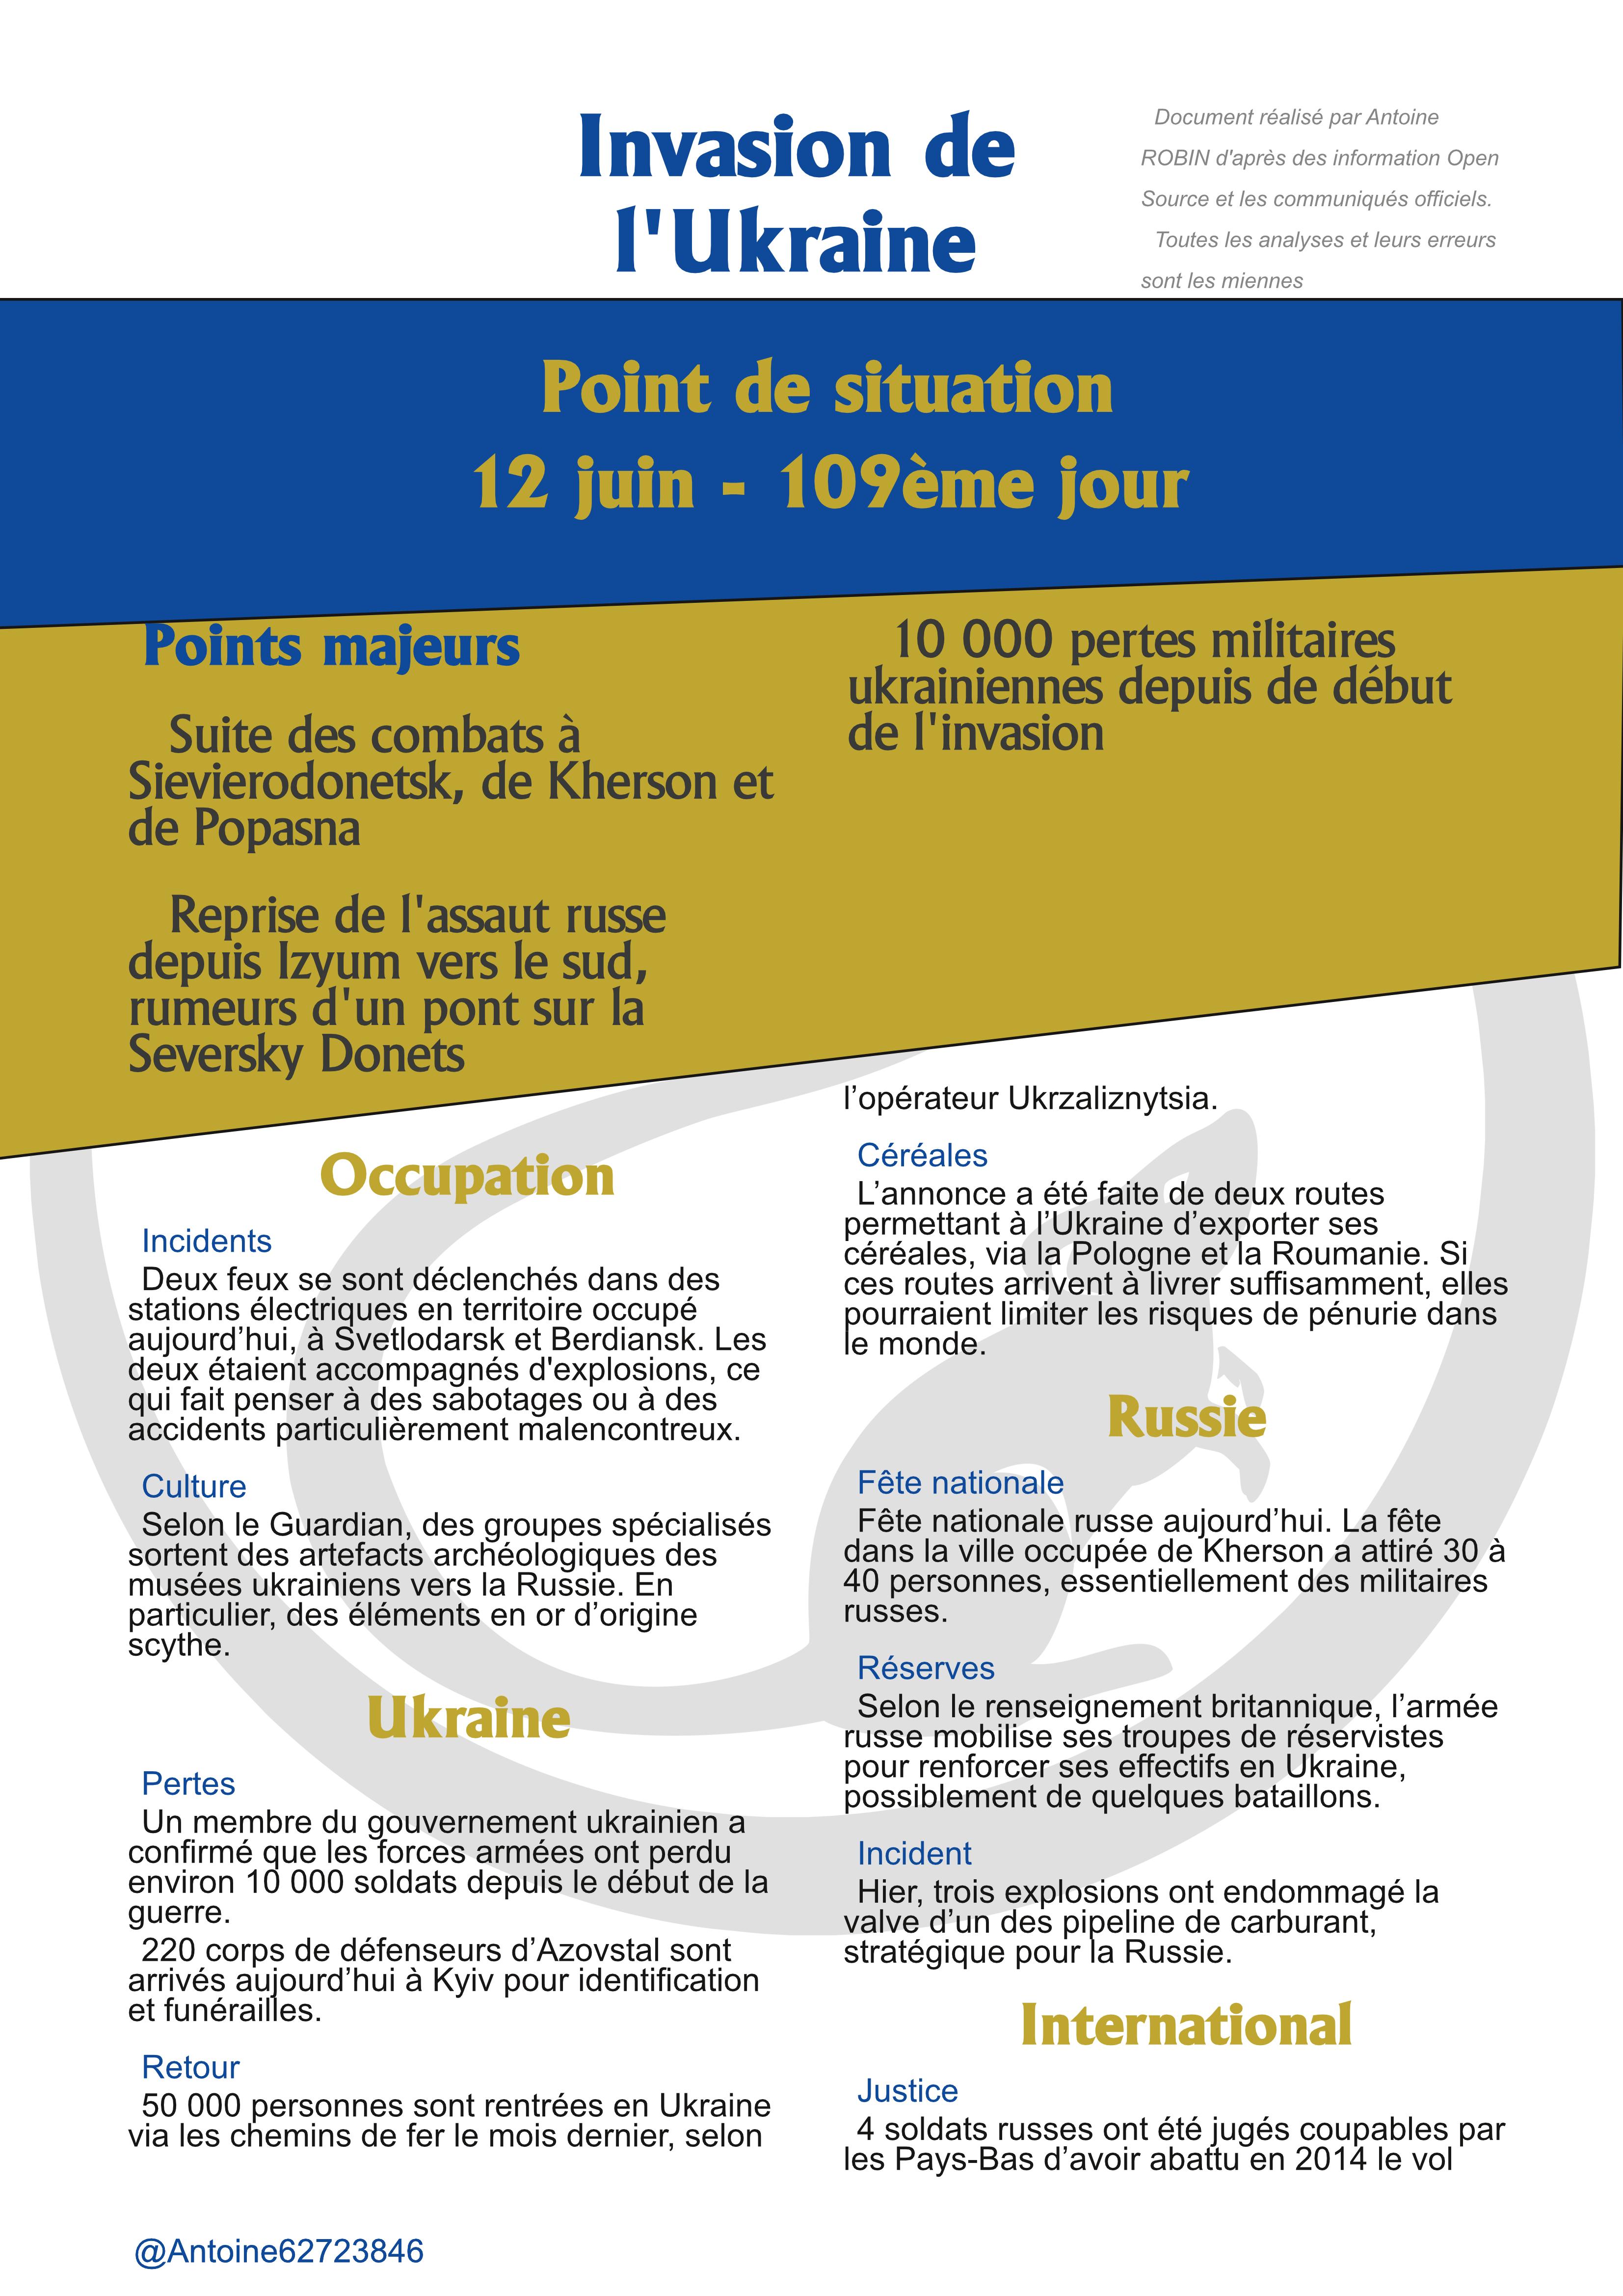 Invasion de
l'Ukraine
Document réalisé par Antoine
ROBIN d'après des information Open
Source et les communiqués officiels.
Toutes les analyses et leurs erreurs
sont les miennes
Point de situation
12 juin - 109ème jour
Points majeurs
Suite des combats à
Sievierodonetsk, de Kherson et
de Popasna
Reprise de l'assaut russe
depuis Izyum vers le sud,
rumeurs d'un pont sur la
Seversky Donets
10 000 pertes militaires
ukrainiennes depuis de début
de l'invasion
Occupation
Incidents
Deux feux se sont déclenchés dans des
stations électriques en territoire occupé
aujourd’hui, à Svetlodarsk et Berdiansk. Les
deux étaient accompagnés d'explosions, ce
qui fait penser à des sabotages ou à des
accidents particulièrement malencontreux.
Culture
Selon le Guardian, des groupes spécialisés
sortent des artefacts archéologiques des
musées ukrainiens vers la Russie. En
particulier, des éléments en or d’origine
scythe.
Ukraine
Pertes
Un membre du gouvernement ukrainien a
confirmé que les forces armées ont perdu
environ 10 000 soldats depuis le début de la
guerre.
220 corps de défenseurs d’Azovstal sont
arrivés aujourd’hui à Kyiv pour identification
et funérailles.
Retour
50 000 personnes sont rentrées en Ukraine
via les chemins de fer le mois dernier, selon
l’opérateur Ukrzaliznytsia.
Céréales
L’annonce a été faite de deux routes
permettant à l’Ukraine d’exporter ses
céréales, via la Pologne et la Roumanie. Si
ces routes arrivent à livrer suffisamment, elles
pourraient limiter les risques de pénurie dans
le monde.
Russie
Fête nationale
Fête nationale russe aujourd’hui. La fête
dans la ville occupée de Kherson a attiré 30 à
40 personnes, essentiellement des militaires
russes.
Réserves
Selon le renseignement britannique, l’armée
russe mobilise ses troupes de réservistes
pour renforcer ses effectifs en Ukraine,
possiblement de quelques bataillons.
Incident
Hier, trois explosions ont endommagé la
valve d’un des pipeline de carburant,
stratégique pour la Russie.
International
Justice
4 soldats russes ont été jugés coupables par
les Pays-Bas d’avoir abattu en 2014 le vol
@Antoine62723846